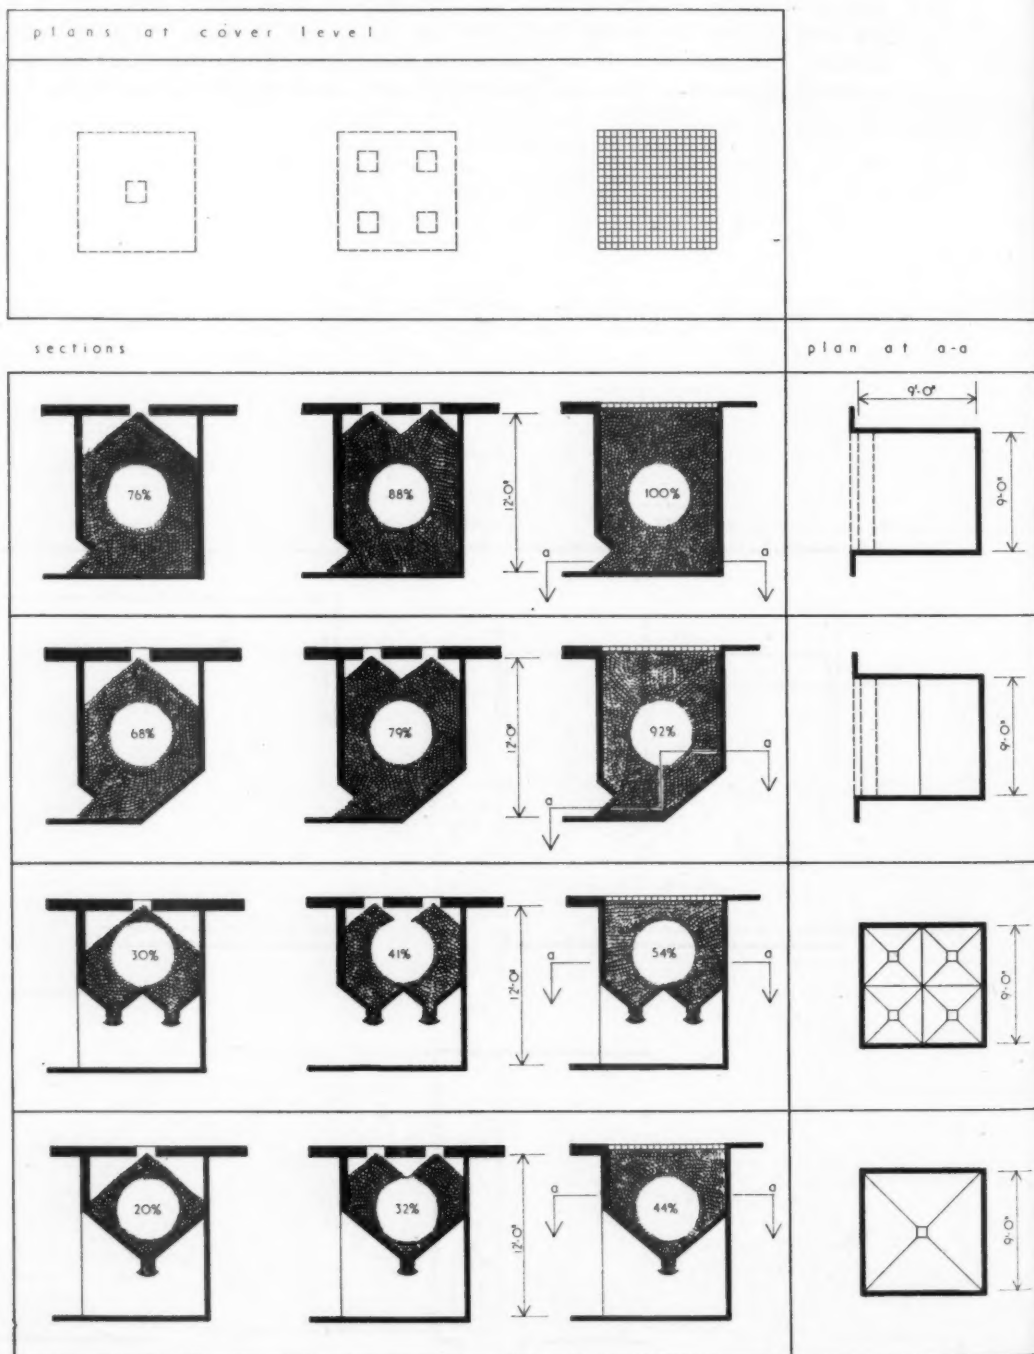 plans at cover level
sections
plan at a-a
76%
88%
12'-0"
100%
a a
9'-0"
9'-0"
68%
79%
12'-0"
92%
a
a
9'-0"
30%
41%
12'-0"
54%
a a
9'-0"
20%
32%
12'-0"
44%
a a
9'-0"